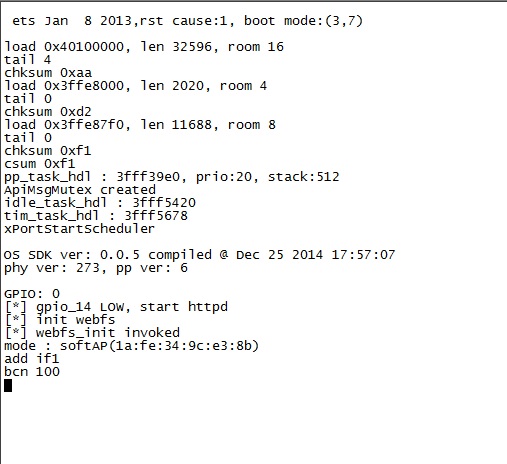 ets Jan  8 2013,rst cause:1, boot mode:(3,7)
load 0x40100000, len 32596, room 16
tail 4
chksum 0xaa
load 0x3ffe8000, len 2020, room 4
tail 0
chksum 0xd2
load 0x3ffe87f0, len 11688, room 8
tail 0
chksum 0xf1
csum 0xf1
pp_task_hdl : 3fff39e0, prio:20, stack:512
ApiMsgMutex created
idle_task_hdl : 3fff5420
tim_task_hdl : 3fff5678
xPortStartScheduler
OS SDK ver: 0.0.5 compiled @ Dec 25 2014 17:57:07
phy ver: 273, pp ver: 6
GPIO: 0
[*] gpio_14 LOW, start httpd
[*] init webfs
[*] webfs_init invoked
mode : softAP(1a:fe:34:9c:e3:8b)
add if1
bcn 100